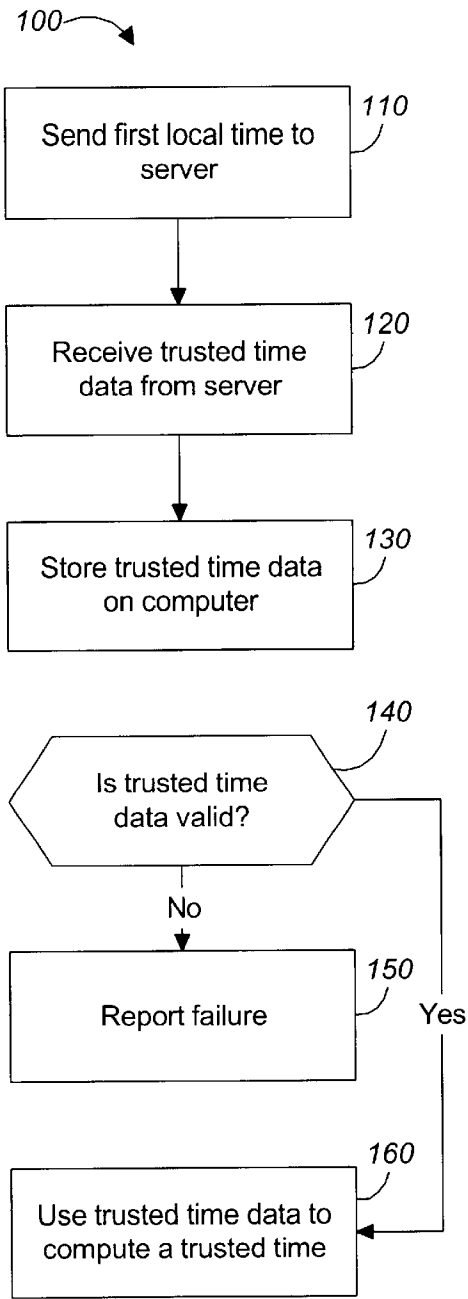 100
110
Send first local time to
server
120
Receive trusted time
data from server
130
Store trusted time data
on computer
140
Is trusted time
data valid?
No
150
Report failure
Yes
160
Use trusted time data to
compute a trusted time